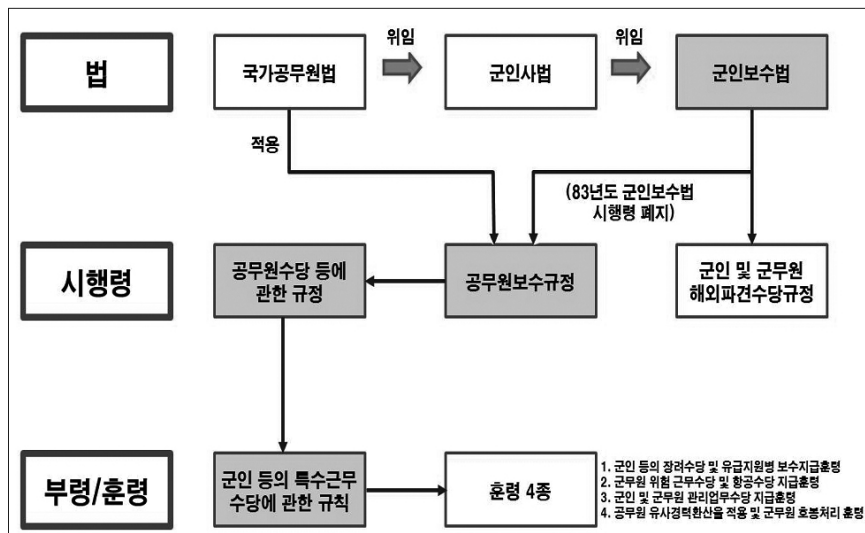 위임
위임
법
국가공무원법
군인사법
군인보수법
적용
(83년도 군인보수법
시행령 폐지)
시행령
공무원수당 등에
관한 규정
공무원보수규정
군인 및 군무원
해외파견수당규정
부령/훈령
군인 등의 특수근무
수당에 관한 규칙
훈령 4종
1. 군인 등의 장려수당 및 유급지원병 보수지급훈령
2. 군무원 위험 근무수당 및 항공수당 지급훈령
3. 군인 및 군무원 관리업무수당 지급훈령
4. 공무원 유사경력환산율 적용 및 군무원 호봉처리 훈령